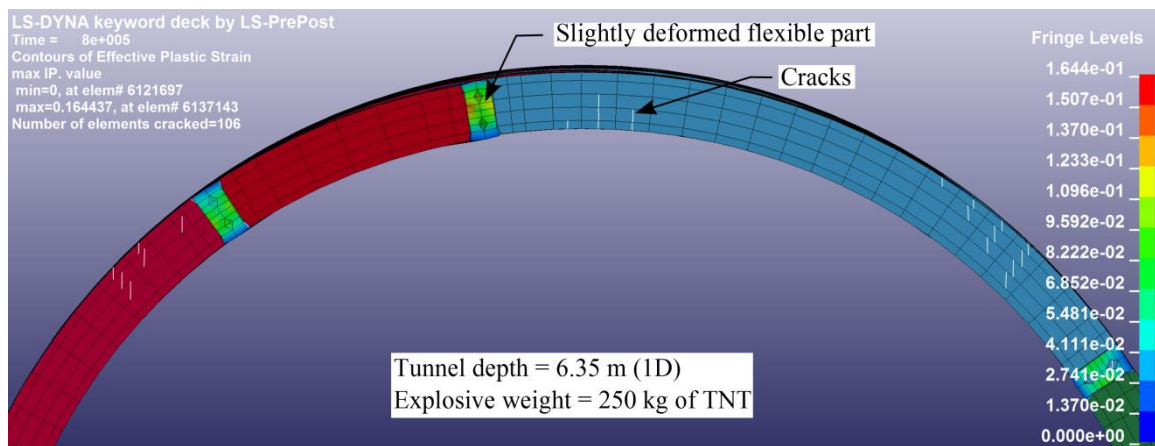 LS-DYNA keyword deck by LS-PrePost
Time = 8e+005
Contours of Effective Plastic Strain
max IP. value
min=0, at elem# 6121697
max=0.164437, at elem# 6137143
Number of elements cracked=106
Slightly deformed flexible part
Cracks
Fringe Levels
1.644e-01
1.507e-01
1.370e-01
1.233e-01
1.096e-01
9.592e-02
8.222e-02
6.852e-02
5.481e-02
4.111e-02
2.741e-02
1.370e-02
0.000e+00
Tunnel depth = 6.35 m (1D)
Explosive weight = 250 kg of TNT